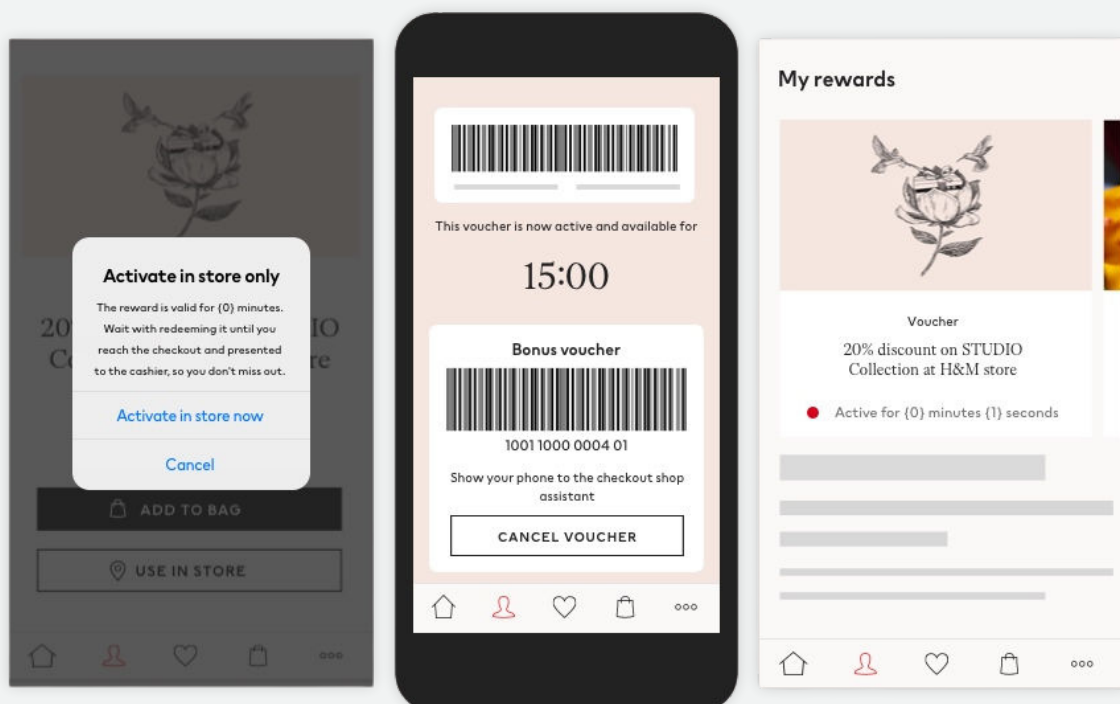 20
IO
Co
re
Activate in store only
The reward is valid for {0} minutes.
Wait with redeeming it until you
reach the checkout and presented
to the cashier, so you don't miss out.
Activate in store now
Cancel
ADD TO BAG
USE IN STORE
This voucher is now active and available for
15:00
Bonus voucher
1001 1000 0004 01
Show your phone to the checkout shop
assistant
CANCEL VOUCHER
My rewards
Voucher
20% discount on STUDIO
Collection at H&M store
Active for {0} minutes {1} seconds